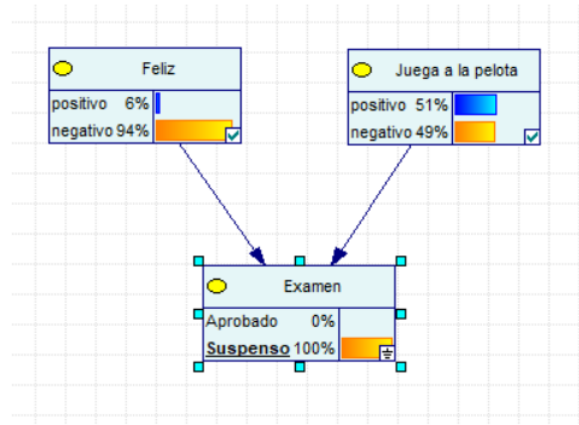 Feliz
positivo 6%
negativo 94%
Juega a la pelota
positivo 51%
negativo 49%
Examen
Aprobado 0%
Suspenso 100%